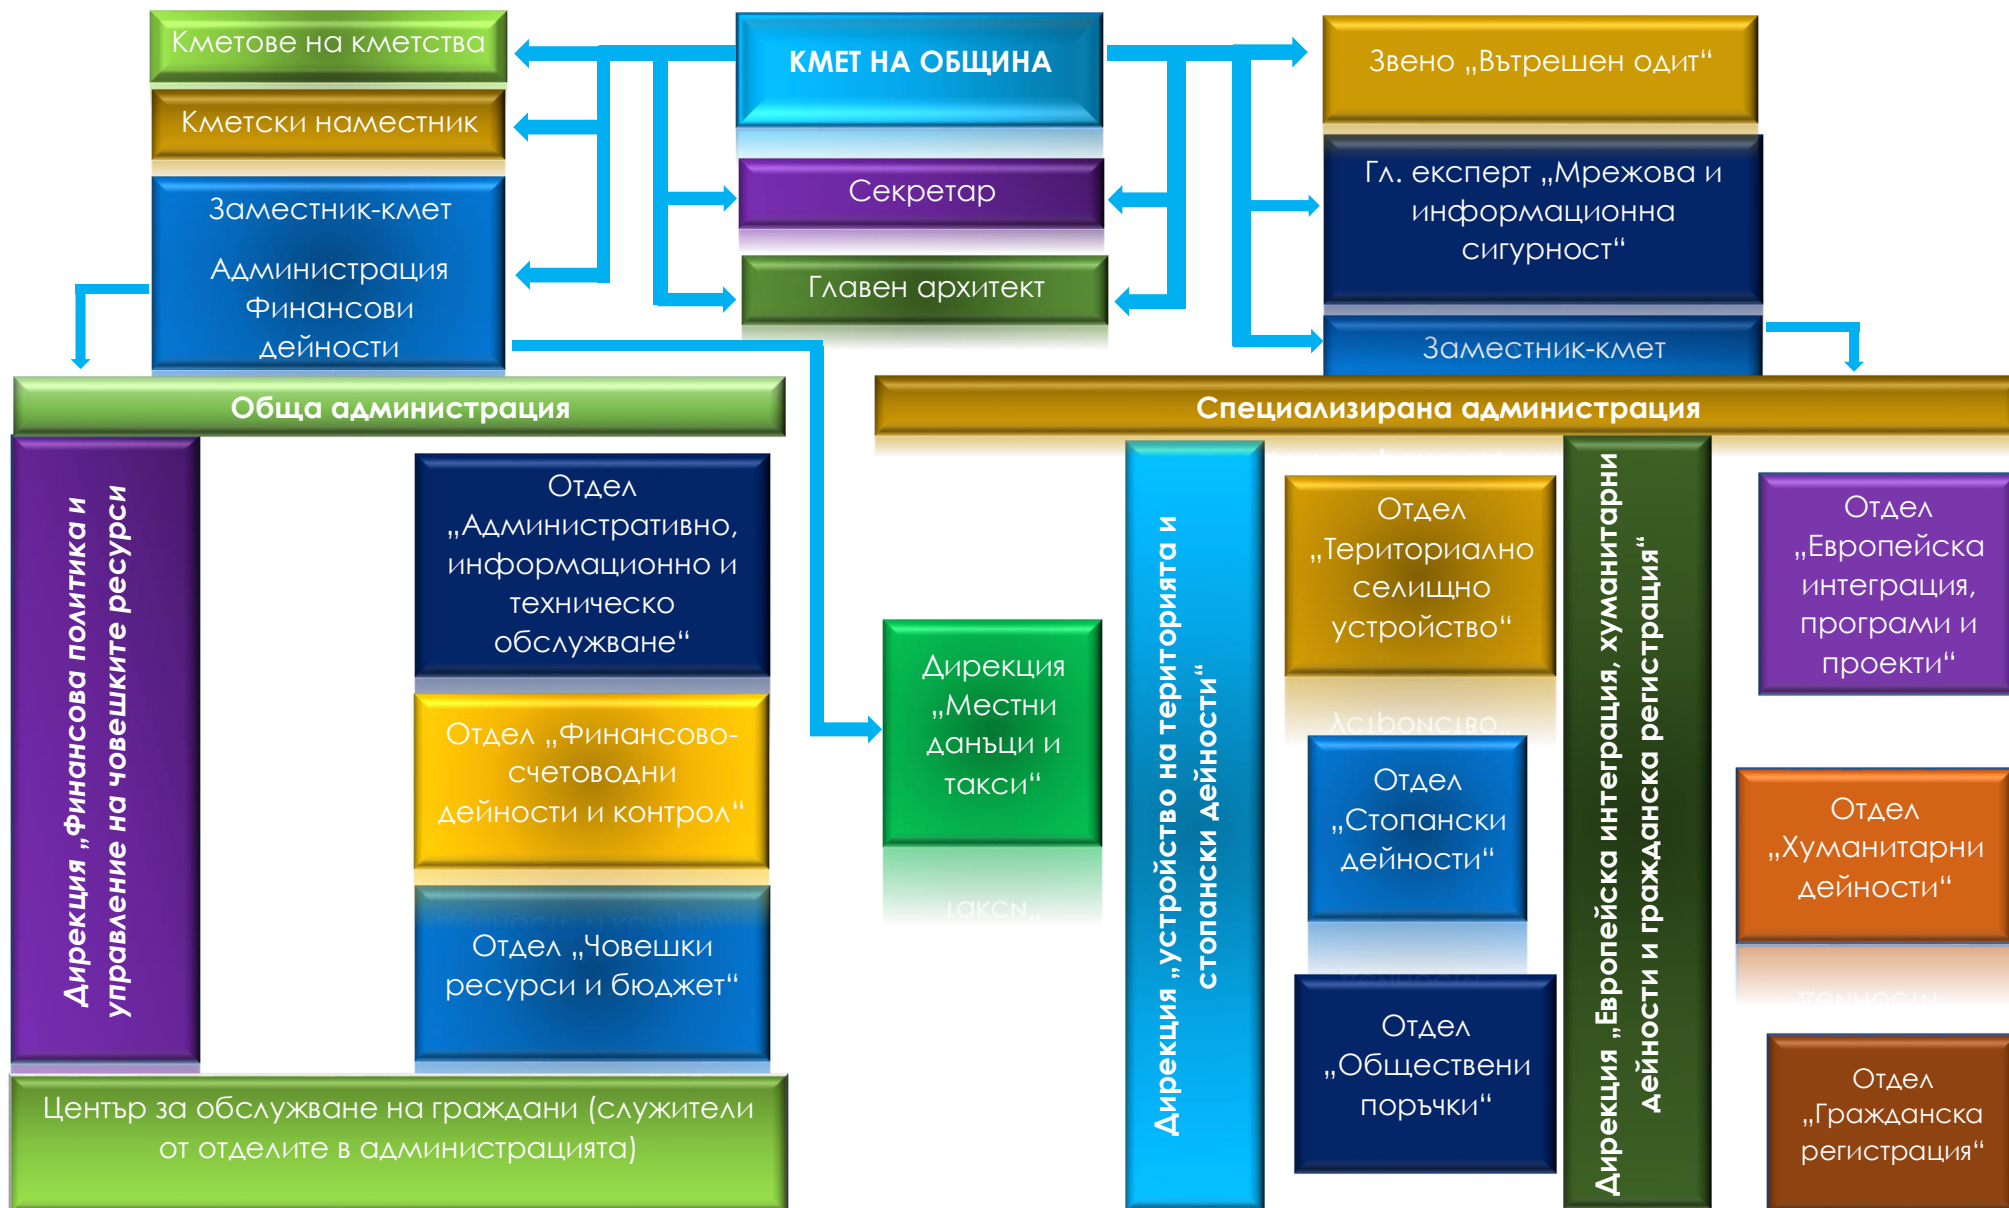 Кметове на кметства
КМЕТ НА ОБЩИНА
Звено „Вътрешен одит“
Кметски наместник
Секретар
Гл. експерт „Мрежова и
информационна
сигурност“
Заместник-кмет
Администрация
Финансови
дейности
Главен архитект
Заместник-кмет
Обща администрация
Специализирана администрация
Дирекция „Финансова политика и
управление на човешките ресурси
Отдел
„Административно,
информационно и
техническо
обслужване“
Отдел „Финансово-
счетоводни
дейности и контрол“
Отдел „Човешки
ресурси и бюджет“
Център за обслужване на граждани (служители
от отделите в администрацията)
Дирекция
„Местни
данъци и
такси“
Дирекция „устройство на територията и
стопански дейности“
Отдел
„Териториално
селищно
устройство“
Отдел
„Стопански
дейности“
Отдел
„Обществени
поръчки“
Дирекция „Европейска интеграция, хуманитарни
дейности и гражданска регистрация“
Отдел
„Европейска
интеграция,
програми и
проекти“
Отдел
„Хуманитарни
дейности“
Отдел
„Гражданска
регистрация“